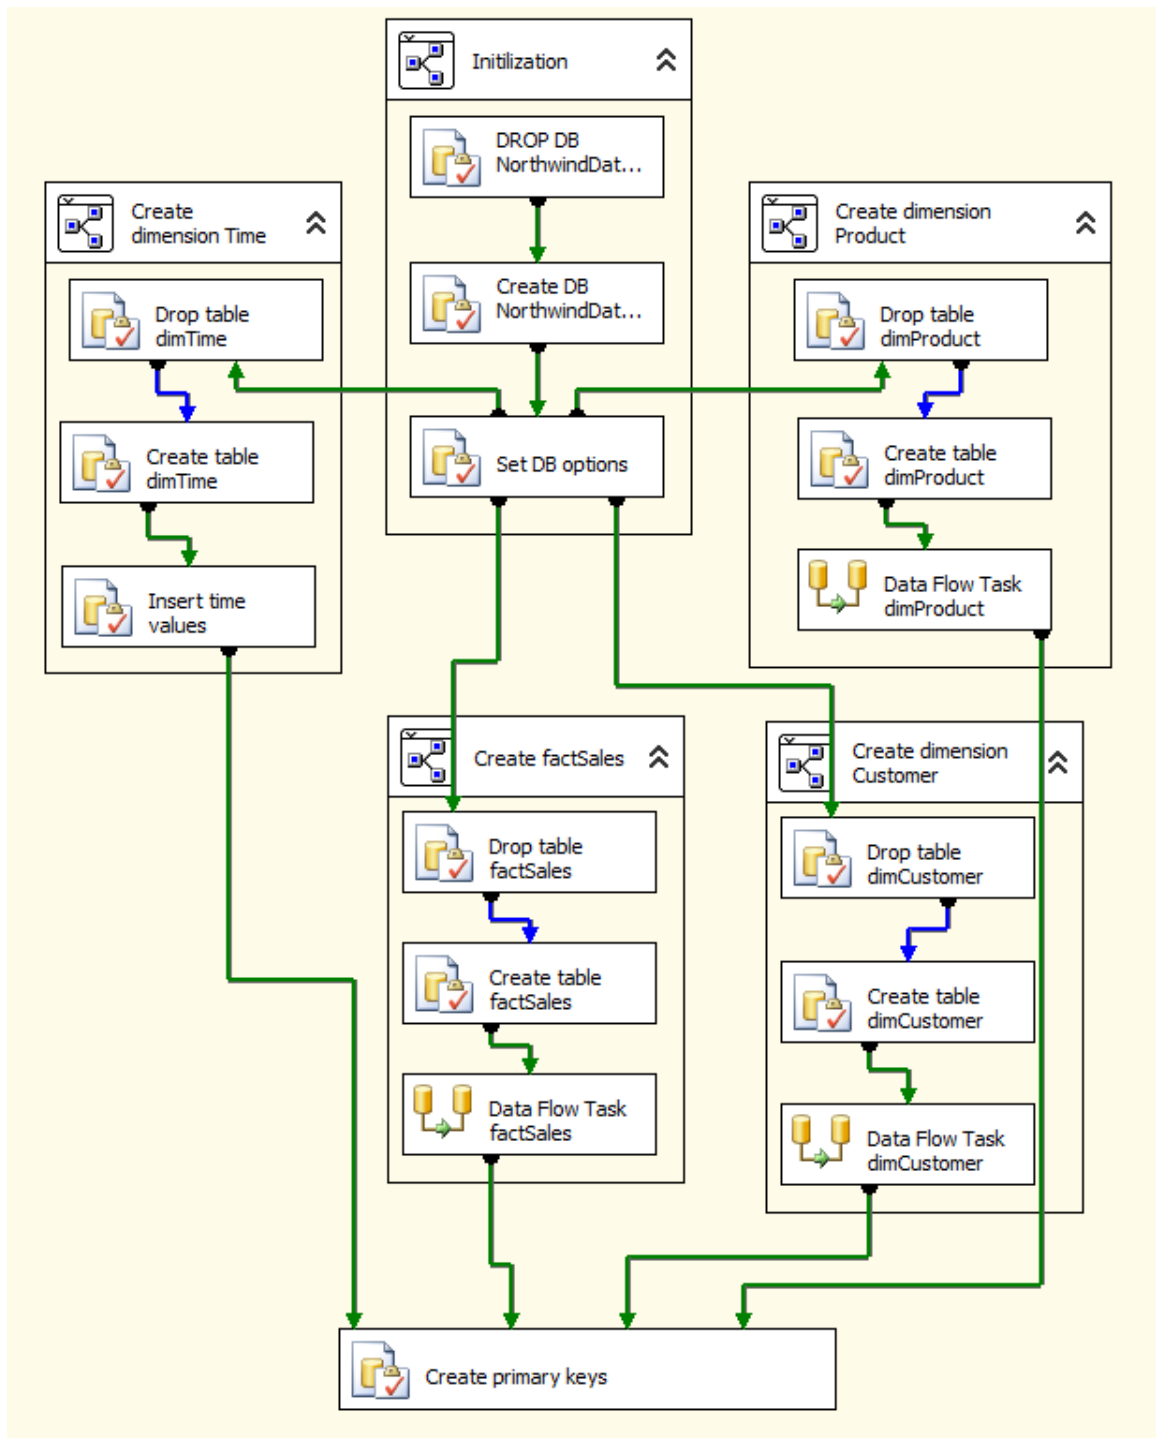 Initilization
DROP DB
NorthwindDat...
Create DB
NorthwindDat...
Set DB options
Create
dimension Time
Drop table
dimTime
Create table
dimTime
Insert time
values
Create dimension
Product
Drop table
dimProduct
Create table
dimProduct
Data Flow Task
dimProduct
Create factSales
Drop table
factSales
Create table
factSales
Data Flow Task
factSales
Create dimension
Customer
Drop table
dimCustomer
Create table
dimCustomer
Data Flow Task
dimCustomer
Create primary keys